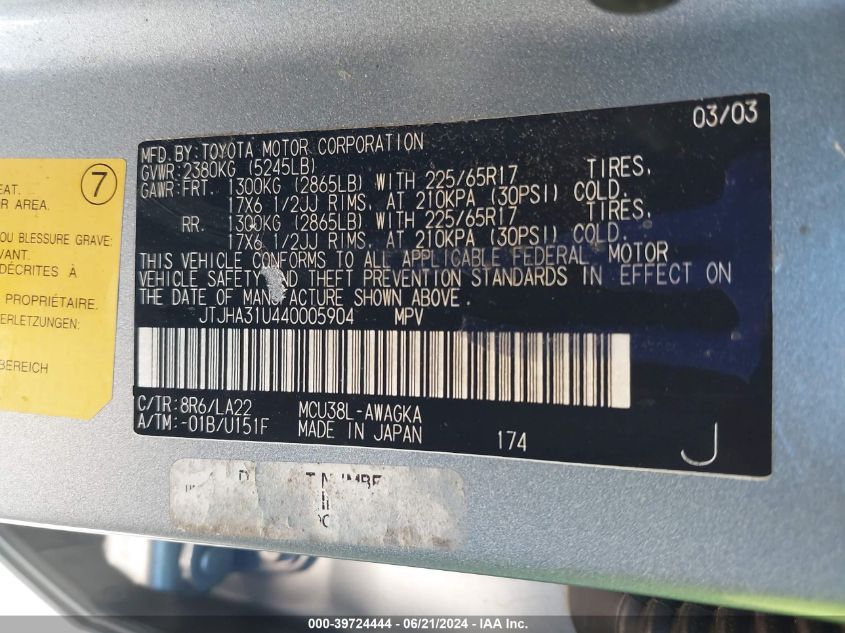 03/03
MFD. BY: TOYOTA MOTOR CORPORATION
GVWR: 2380KG (5245LB)
GAWR: FRT. 1300KG (2865LB) WITH 225/65R17 TIRES,
17X6 1/2JJ RIMS, AT 210KPA (30PSI) COLD.
RR. 1300KG (2865LB) WITH 225/65R17 TIRES,
17X6 1/2JJ RIMS, AT 210KPA (30PSI) COLD.
THIS VEHICLE CONFORMS TO ALL APPLICABLE FEDERAL MOTOR
VEHICLE SAFETY AND THEFT PREVENTION STANDARDS IN EFFECT ON
THE DATE OF MANUFACTURE SHOWN ABOVE.
JTJHA31U440005904 MPV
C/TR: 8R6/LA22 MCU38L-AWAGKA
A/TM: -01B/U151F MADE IN JAPAN 174 J
7
EAT.
R AREA.
OU BLESSURE GRAVE:
VANT.
DÉCRITES À
PROPRIÉTAIRE.
ERLETZUNGEN:
BEREICH
000-39724444 - 06/21/2024 - IAA Inc.